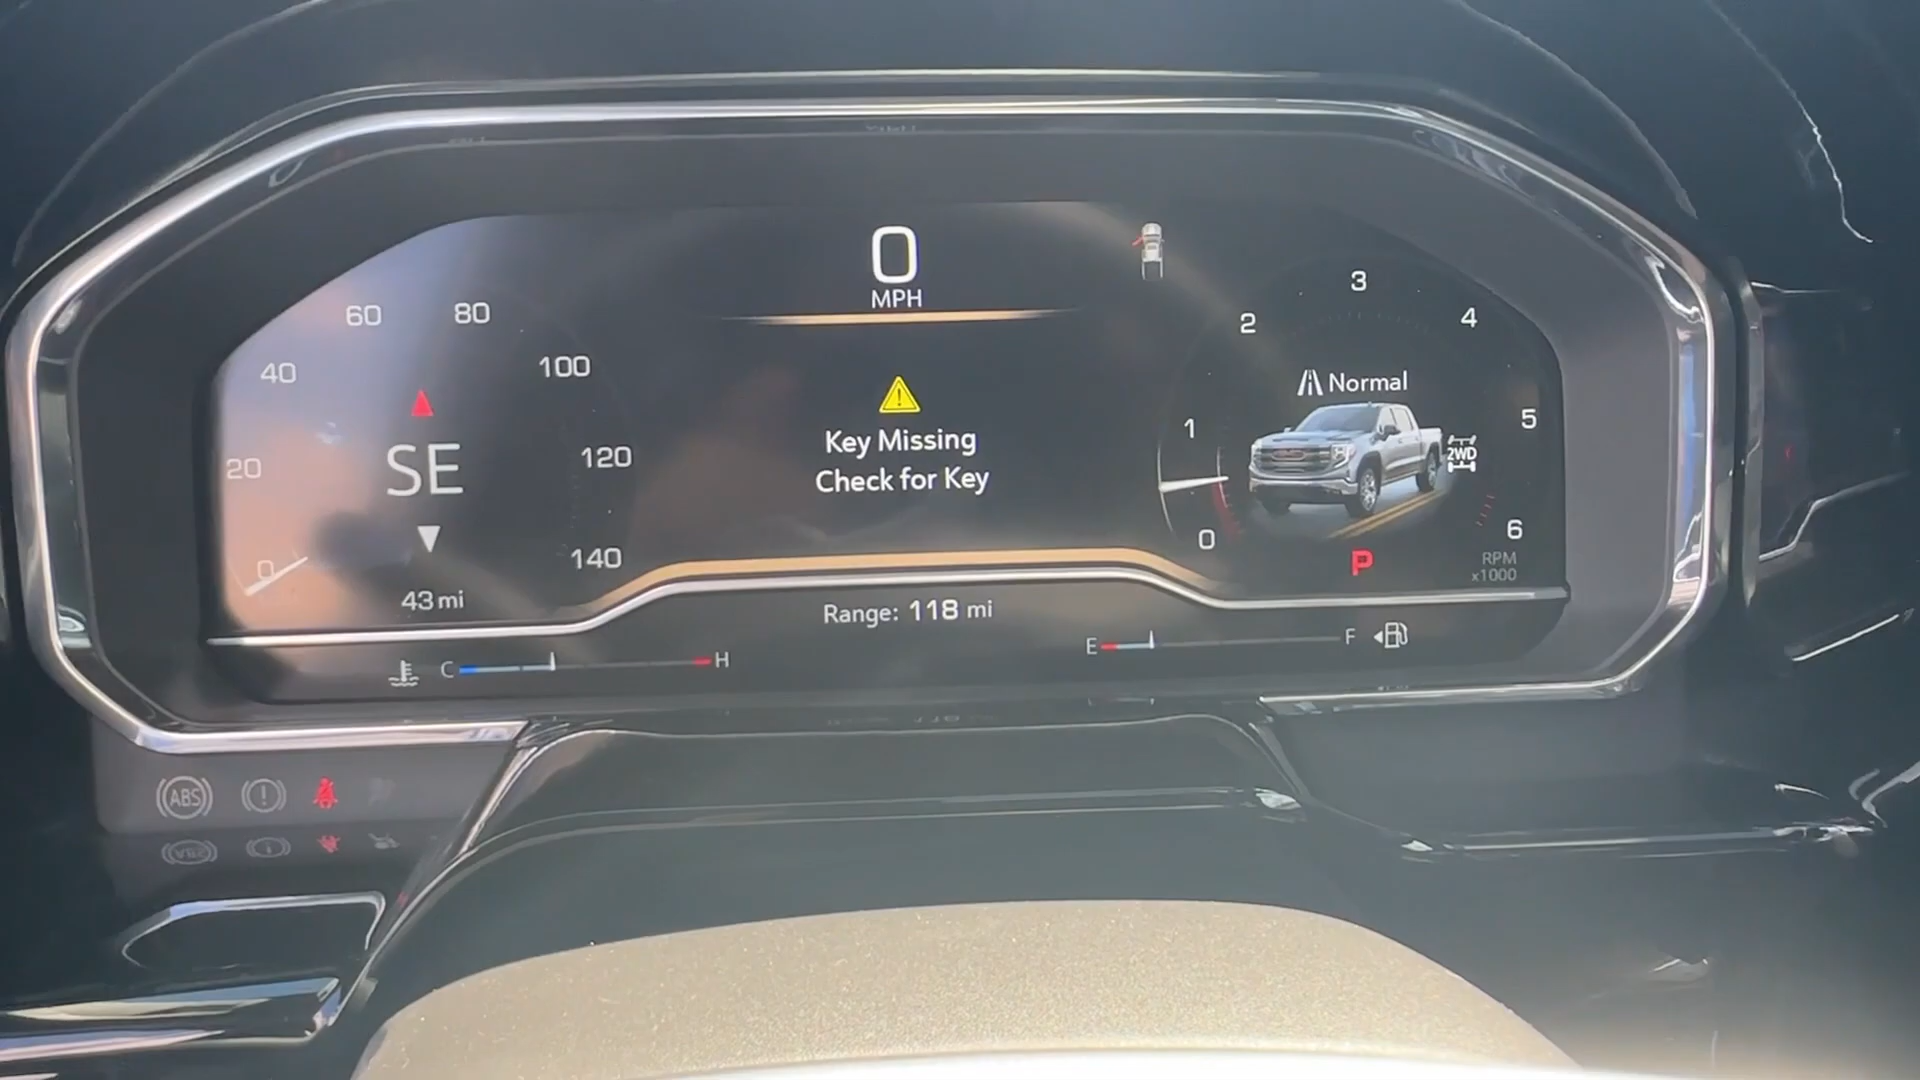 0
MPH
60
80
40
100
20
120
0
140
SE
43 mi
Key Missing
Check for Key
Range: 118 mi
Normal
2WD
0
1
2
3
4
5
6
RPM
x1000
P
C
H
E
F
ABS